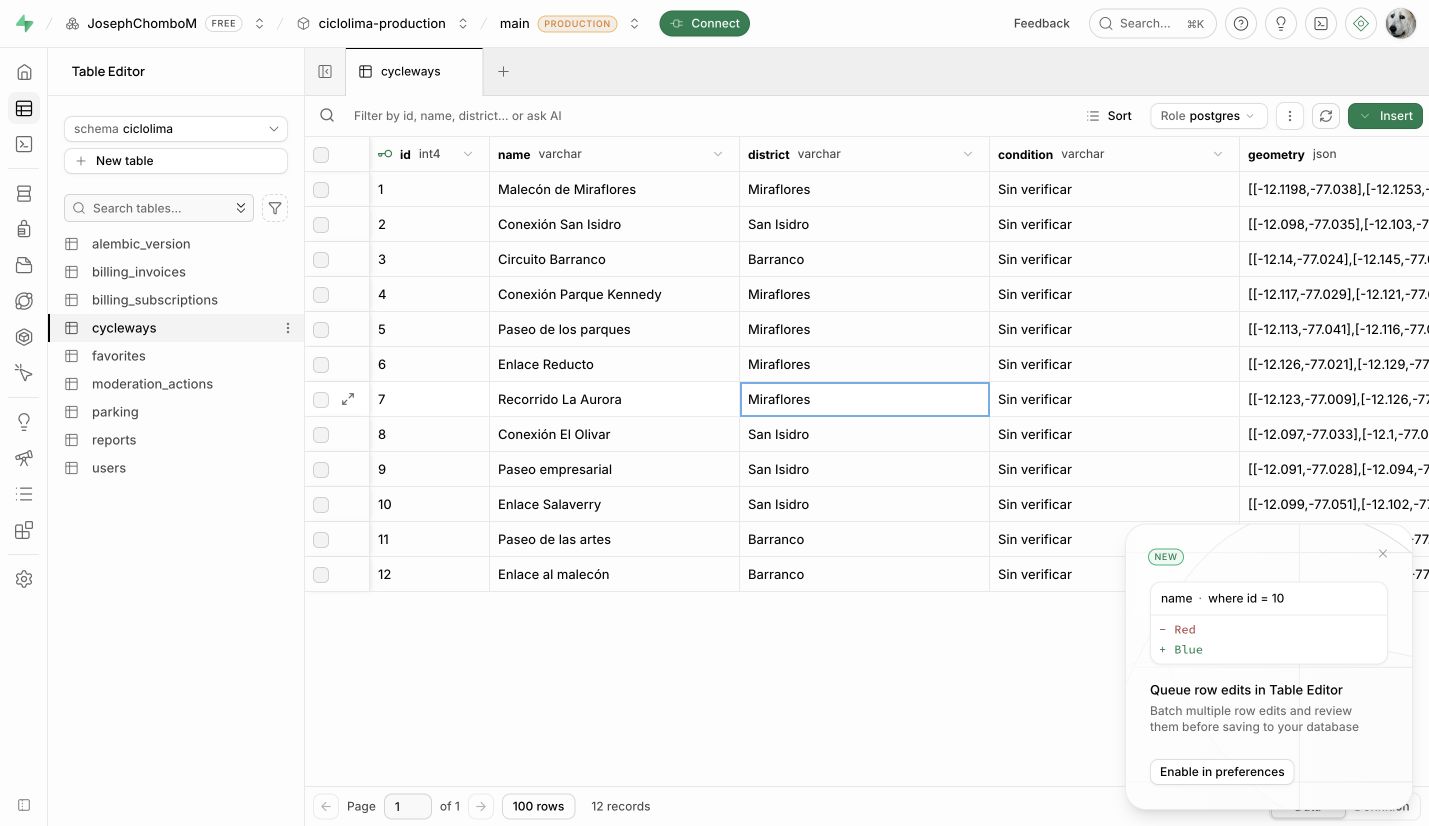 JosephChomboM FREE ciclolima-production main PRODUCTION Connect Feedback Search... ⌘K
Table Editor
cycleways
schema ciclolima
New table
Search tables...
alembic_version
billing_invoices
billing_subscriptions
cycleways
favorites
moderation_actions
parking
reports
users
Filter by id, name, district... or ask AI Sort Role postgres Insert
id int4 name varchar district varchar condition varchar geometry json
1 Malecón de Miraflores Miraflores Sin verificar [[-12.1198,-77.038],[-12.1253,-
2 Conexión San Isidro San Isidro Sin verificar [[-12.098,-77.035],[-12.103,-7
3 Circuito Barranco Barranco Sin verificar [[-12.14,-77.024],[-12.145,-77.
4 Conexión Parque Kennedy Miraflores Sin verificar [[-12.117,-77.029],[-12.121,-77.
5 Paseo de los parques Miraflores Sin verificar [[-12.113,-77.041],[-12.116,-77.
6 Enlace Reducto Miraflores Sin verificar [[-12.126,-77.021],[-12.129,-77
7 Recorrido La Aurora Miraflores Sin verificar [[-12.123,-77.009],[-12.126,-77
8 Conexión El Olivar San Isidro Sin verificar [[-12.097,-77.033],[-12.1,-77.0
9 Paseo empresarial San Isidro Sin verificar [[-12.091,-77.028],[-12.094,-
10 Enlace Salaverry San Isidro Sin verificar [[-12.099,-77.051],[-12.102,-
11 Paseo de las artes Barranco Sin verificar
12 Enlace al malecón Barranco Sin verificar
NEW
name · where id = 10
- Red
+ Blue
Queue row edits in Table Editor
Batch multiple row edits and review
them before saving to your database
Enable in preferences
Page 1 of 1 100 rows 12 records